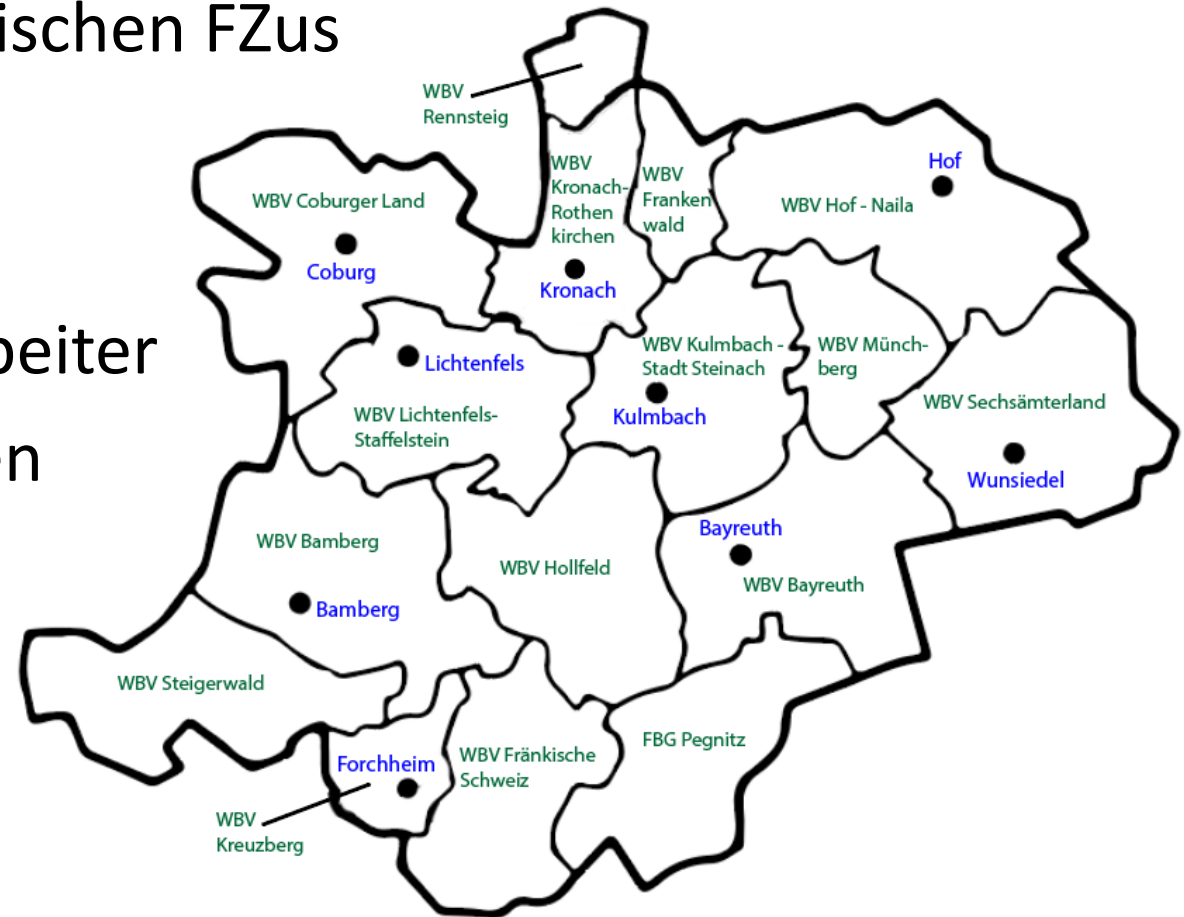 ischen FZus
WBV
Rennsteig
Hof
WBV
Kronach-
Rothen
kirchen
WBV
Franken
wald
WBV Coburger Land
WBV Hof - Naila
Coburg
Kronach
beiter
Lichtenfels
WBV Kulmbach -
Stadt Steinach
WBV Münch-
berg
Kulmbach
WBV Sechsämterland
WBV Lichtenfels-
Staffelstein
en
Wunsiedel
Bayreuth
WBV Bamberg
WBV Hollfeld
WBV Bayreuth
Bamberg
WBV Steigerwald
FBG Pegnitz
Forchheim
WBV Fränkische
Schweiz
WBV
Kreuzberg